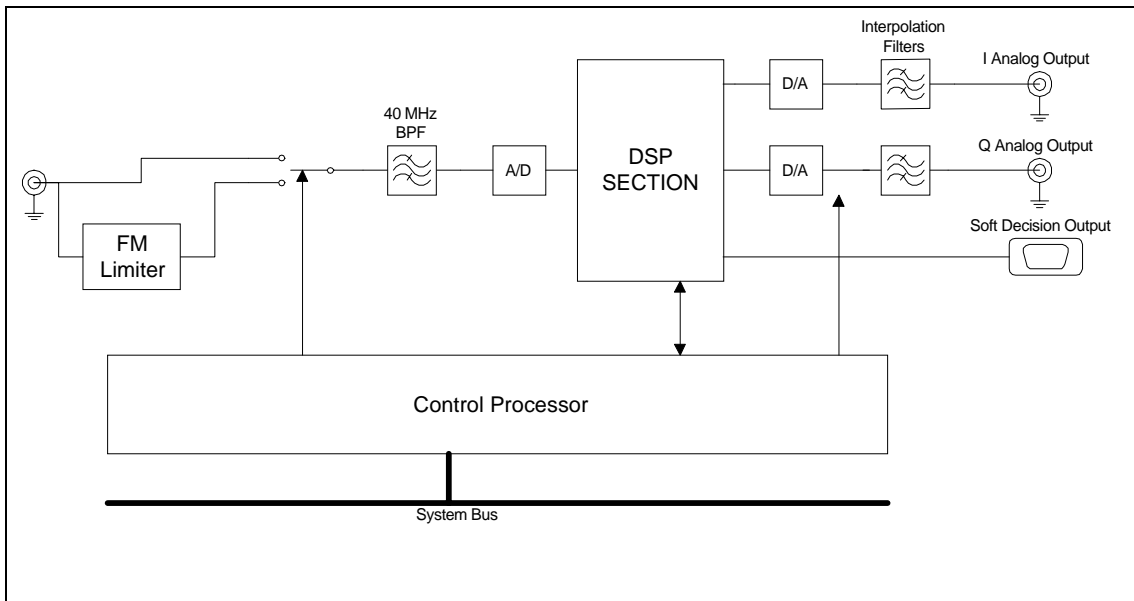 Interpolation
Filters
I Analog Output
D/A
40 MHz
BPF
A/D
DSP
SECTION
D/A
Q Analog Output
Soft Decision Output
FM
Limiter
Control Processor
System Bus